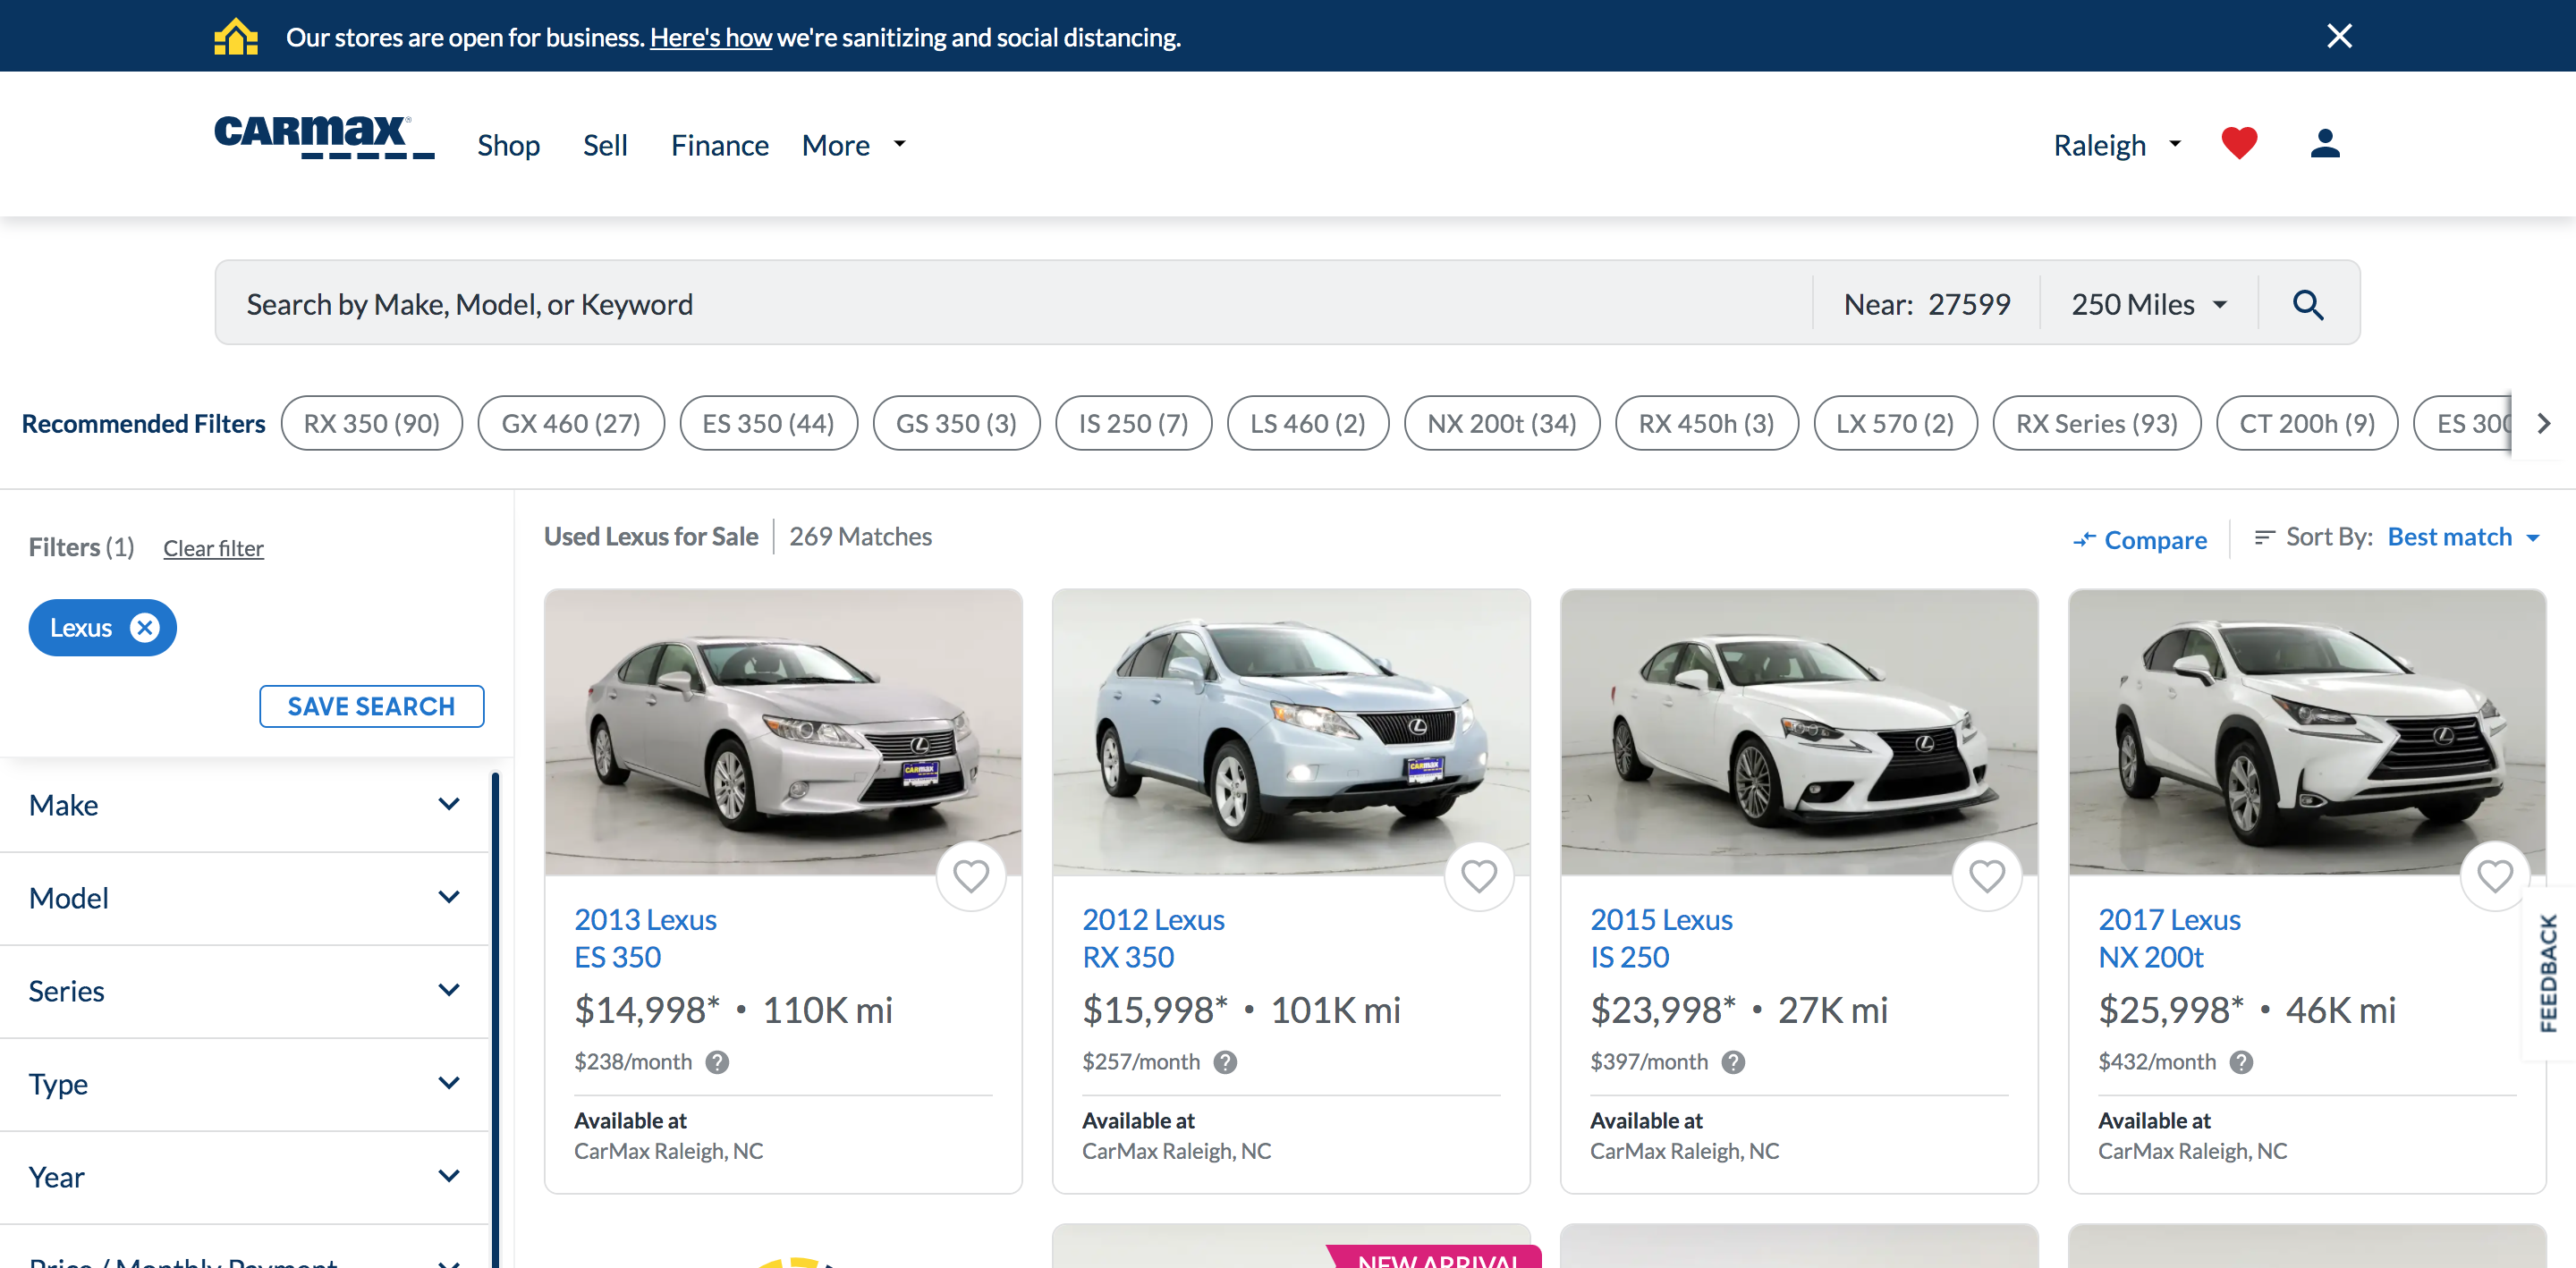 Our stores are open for business. Here's how we're sanitizing and social distancing.
CARMAX®
Shop Sell Finance More
Raleigh
Search by Make, Model, or Keyword Near: 27599 250 Miles
Recommended Filters RX 350 (90) GX 460 (27) ES 350 (44) GS 350 (3) IS 250 (7) LS 460 (2) NX 200t (34) RX 450h (3) LX 570 (2) RX Series (93) CT 200h (9) ES 300
Filters (1) Clear filter
Lexus
SAVE SEARCH
Make
Model
Series
Type
Year
Price / Monthly Payment
Used Lexus for Sale 269 Matches
Compare Sort By: Best match
CARMAX
2013 Lexus
ES 350
$14,998* • 110K mi
$238/month ?
Available at
CarMax Raleigh, NC
CARMAX
2012 Lexus
RX 350
$15,998* • 101K mi
$257/month ?
Available at
CarMax Raleigh, NC
2015 Lexus
IS 250
$23,998* • 27K mi
$397/month ?
Available at
CarMax Raleigh, NC
2017 Lexus
NX 200t
$25,998* • 46K mi
$432/month ?
Available at
CarMax Raleigh, NC
FEEDBACK
NEW ARRIVAL